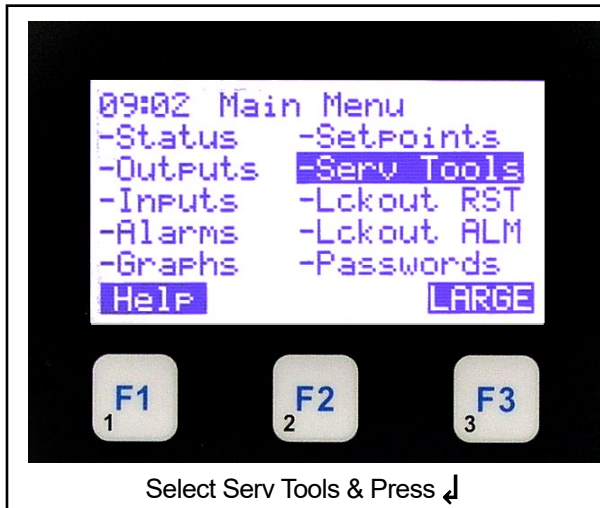 09:02 Main Menu
-Status -Setpoints
-Outputs -Serv Tools
-Inputs -Lckout RST
-Alarms -Lckout ALM
-Graphs -Passwords
Help LARGE
F1 F2 F3
1 2 3
Select Serv Tools & Press ↲